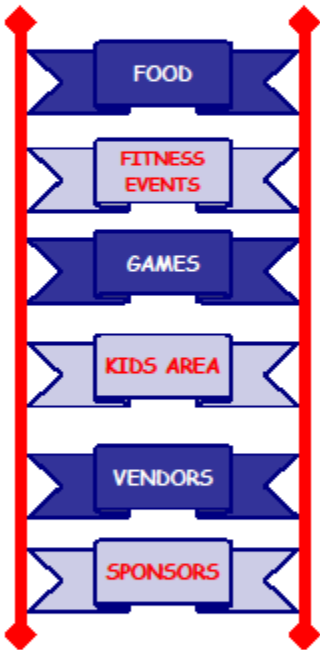 FOOD
FITNESS
EVENTS
GAMES
KIDS AREA
VENDORS
SPONSORS